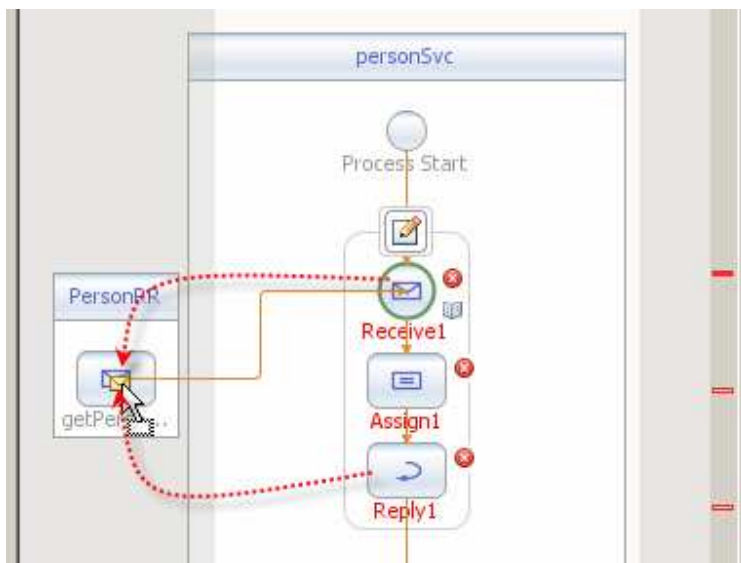 personSvc
Process Start
PersonRR
Receive1
Assign1
Reply1